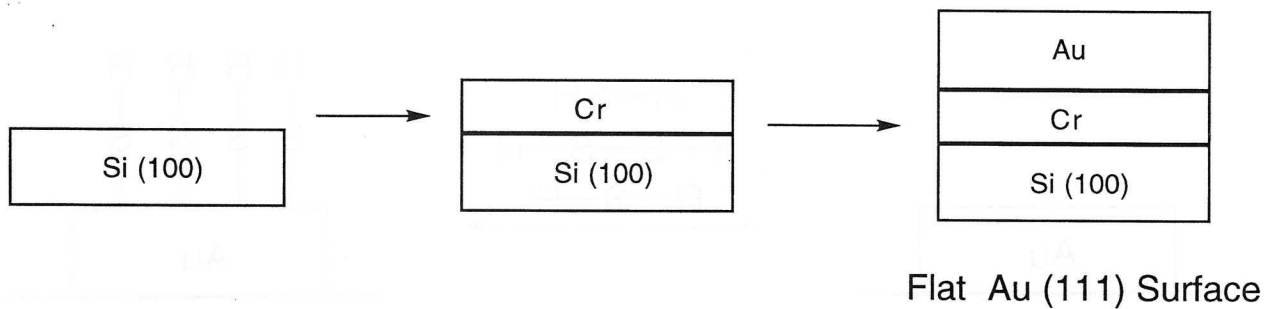 Si (100)
Cr
Si (100)
Au
Cr
Si (100)
Flat Au (111) Surface